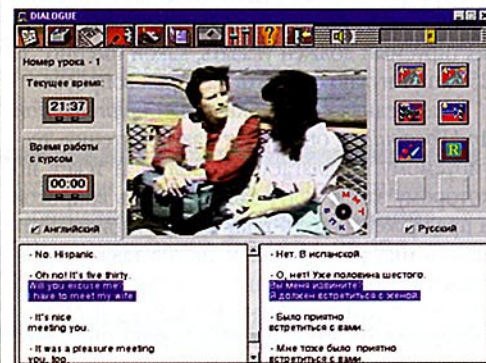 DIALOGUE
Номер урока - 1
Текущее время:
21:37
Время работы
с курсом
00:00
R
ММТ
ВПК
✓ Английский
✓ Русский
- No. Hispanic.
- Oh no! It's five thirty.
Will you excuse me?
I have to meet my wife.
- It's nice
meeting you.
- It was a pleasure meeting
you, too.
- Нет. В испанской.
- О, нет! Уже половина шестого.
Вы меня извините?
Я должен встретиться с женой.
- Было приятно
встретиться с вами.
- Мне тоже было приятно
встретиться с вами.